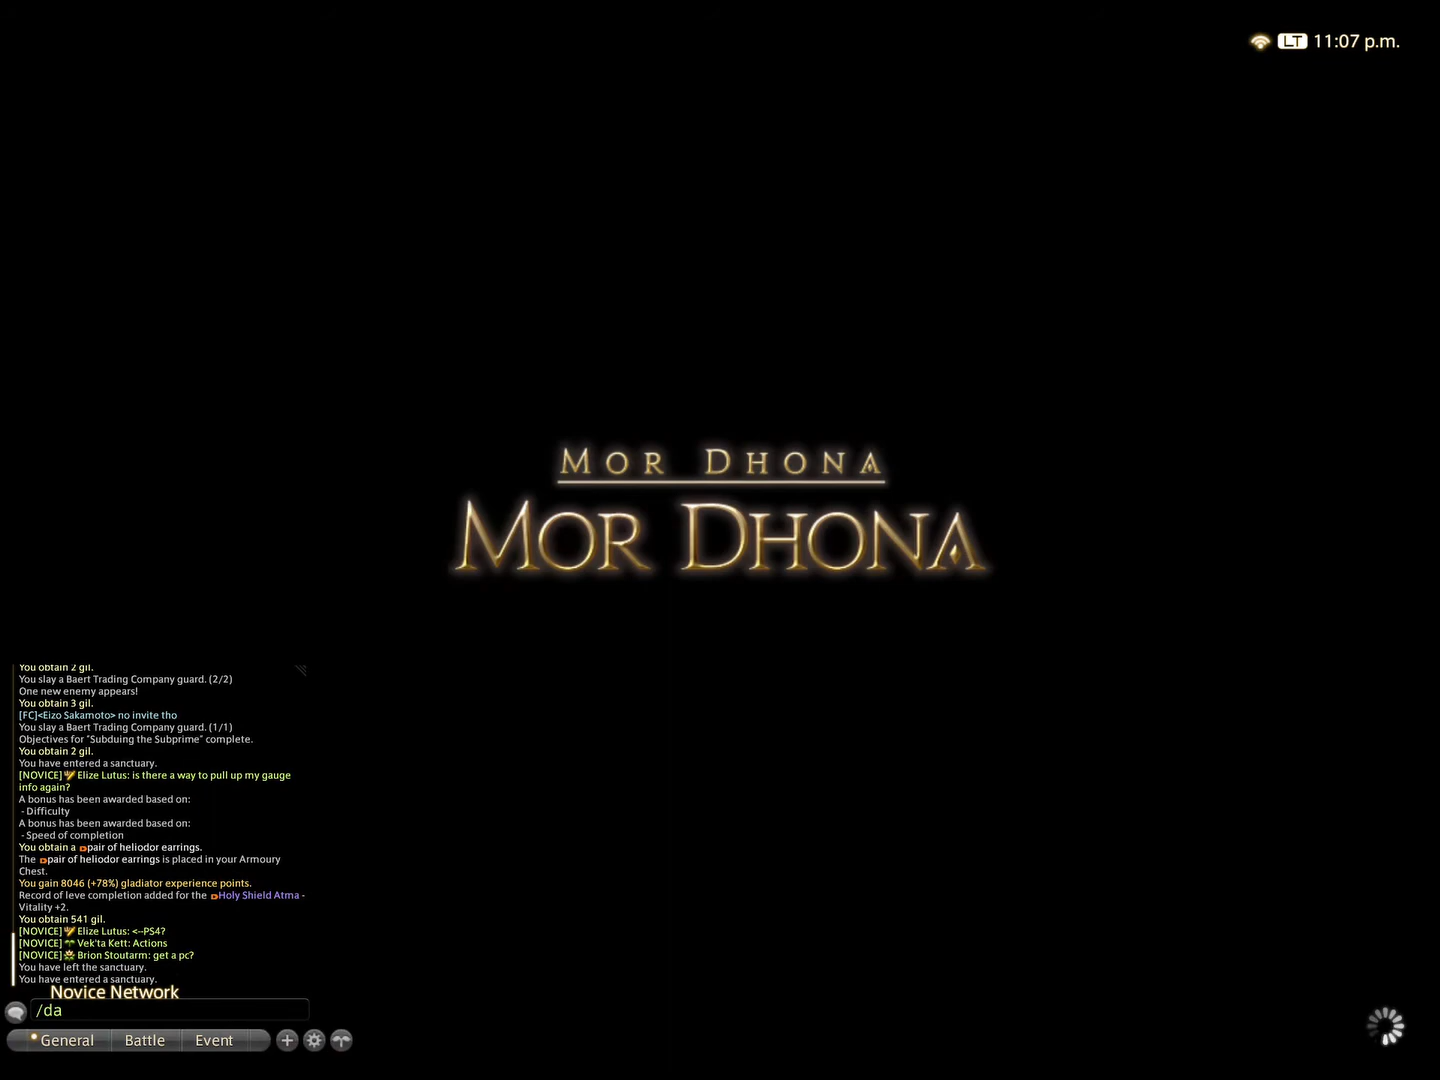 LT 11:07 p.m.
MOR DHONA
MOR DHONA
You obtain 2 gil.
You slay a Baert Trading Company guard. (2/2)
One new enemy appears!
You obtain 3 gil.
[FC]<Eizo Sakamoto> no invite tho
You slay a Baert Trading Company guard. (1/1)
Objectives for "Subduing the Subprime" complete.
You obtain 2 gil.
You have entered a sanctuary.
[NOVICE] Elize Lutus: is there a way to pull up my gauge
info again?
A bonus has been awarded based on:
- Difficulty
A bonus has been awarded based on:
- Speed of completion
You obtain a pair of heliodor earrings.
The pair of heliodor earrings is placed in your Armoury
Chest.
You gain 8046 (+78%) gladiator experience points.
Record of leve completion added for the Holy Shield Atma -
Vitality +2.
You obtain 541 gil.
[NOVICE] Elize Lutus: <--PS4?
[NOVICE] Vek'ta Kett: Actions
[NOVICE] Brion Stoutarm: get a pc?
You have left the sanctuary.
You have entered a sanctuary.
Novice Network
/da
General Battle Event